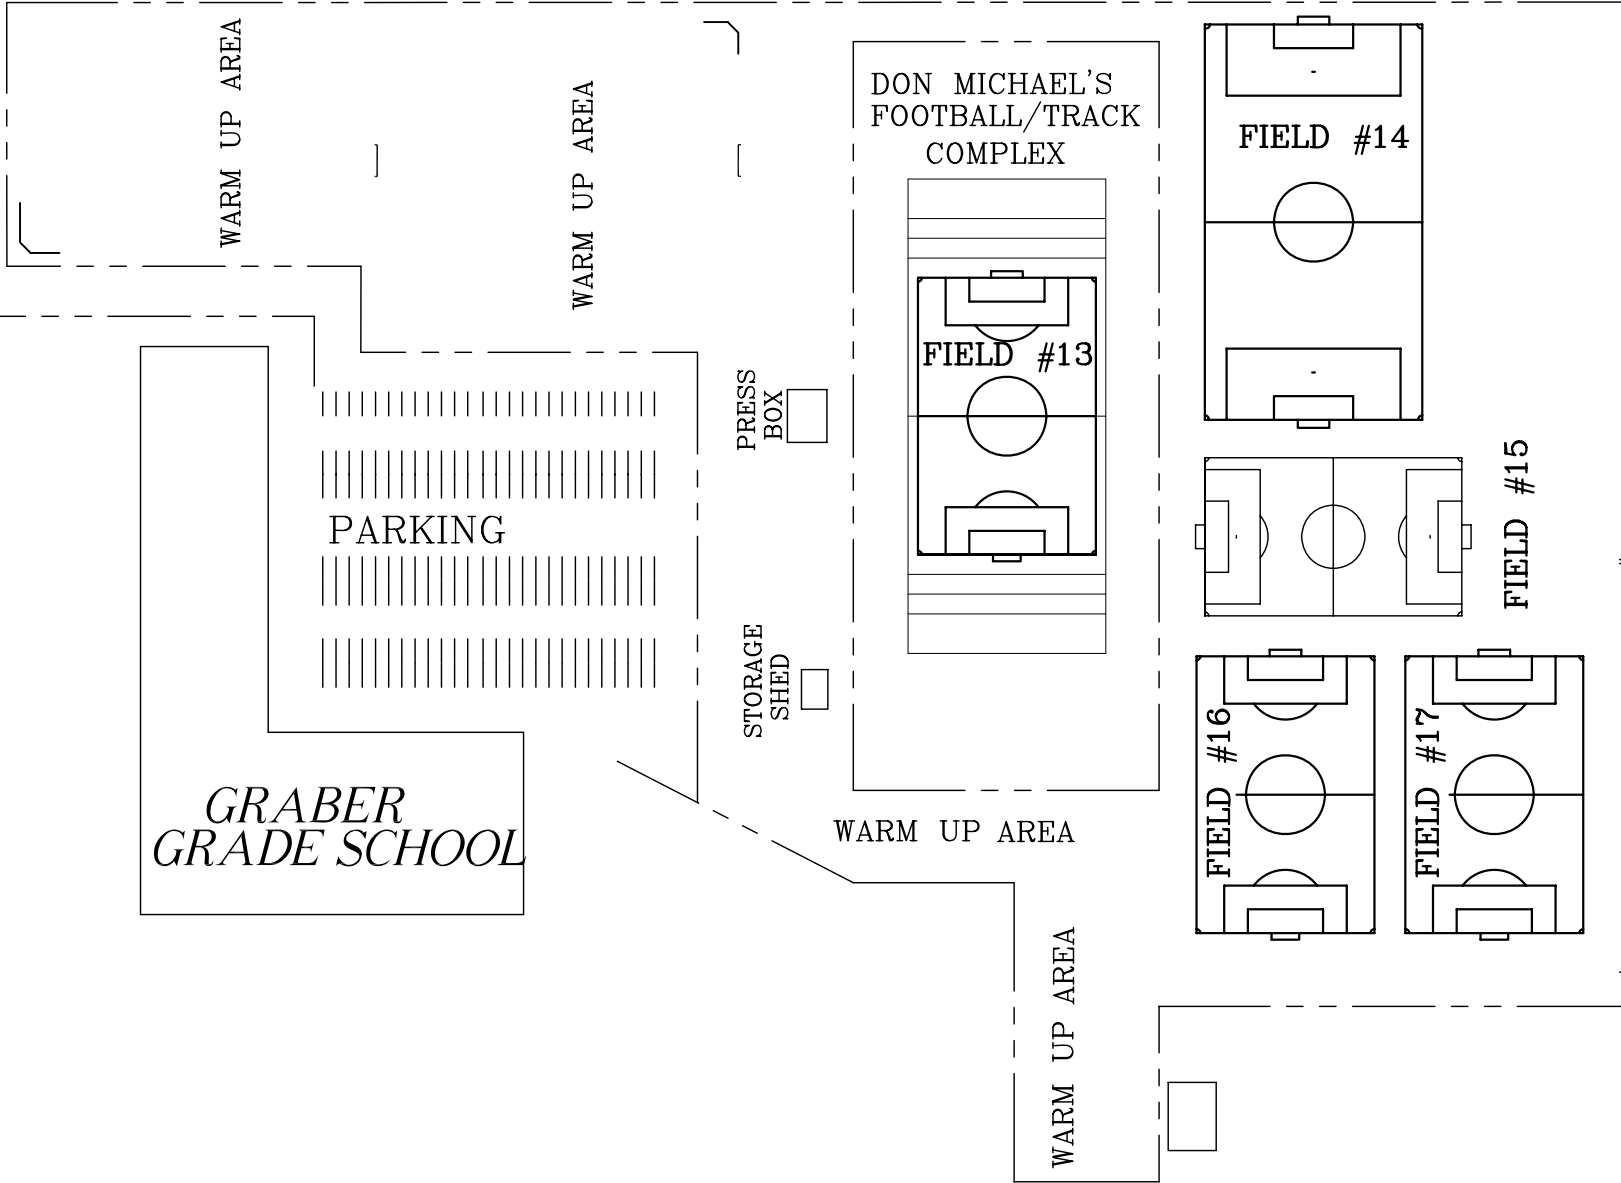 WARM UP AREA
WARM UP AREA
DON MICHAEL'S
FOOTBALL/TRACK
COMPLEX
FIELD #14
FIELD #13
PRESS
BOX
FIELD #15
PARKING
STORAGE
SHED
FIELD #16
FIELD #17
GRABER
GRADE SCHOOL
WARM UP AREA
WARM UP AREA